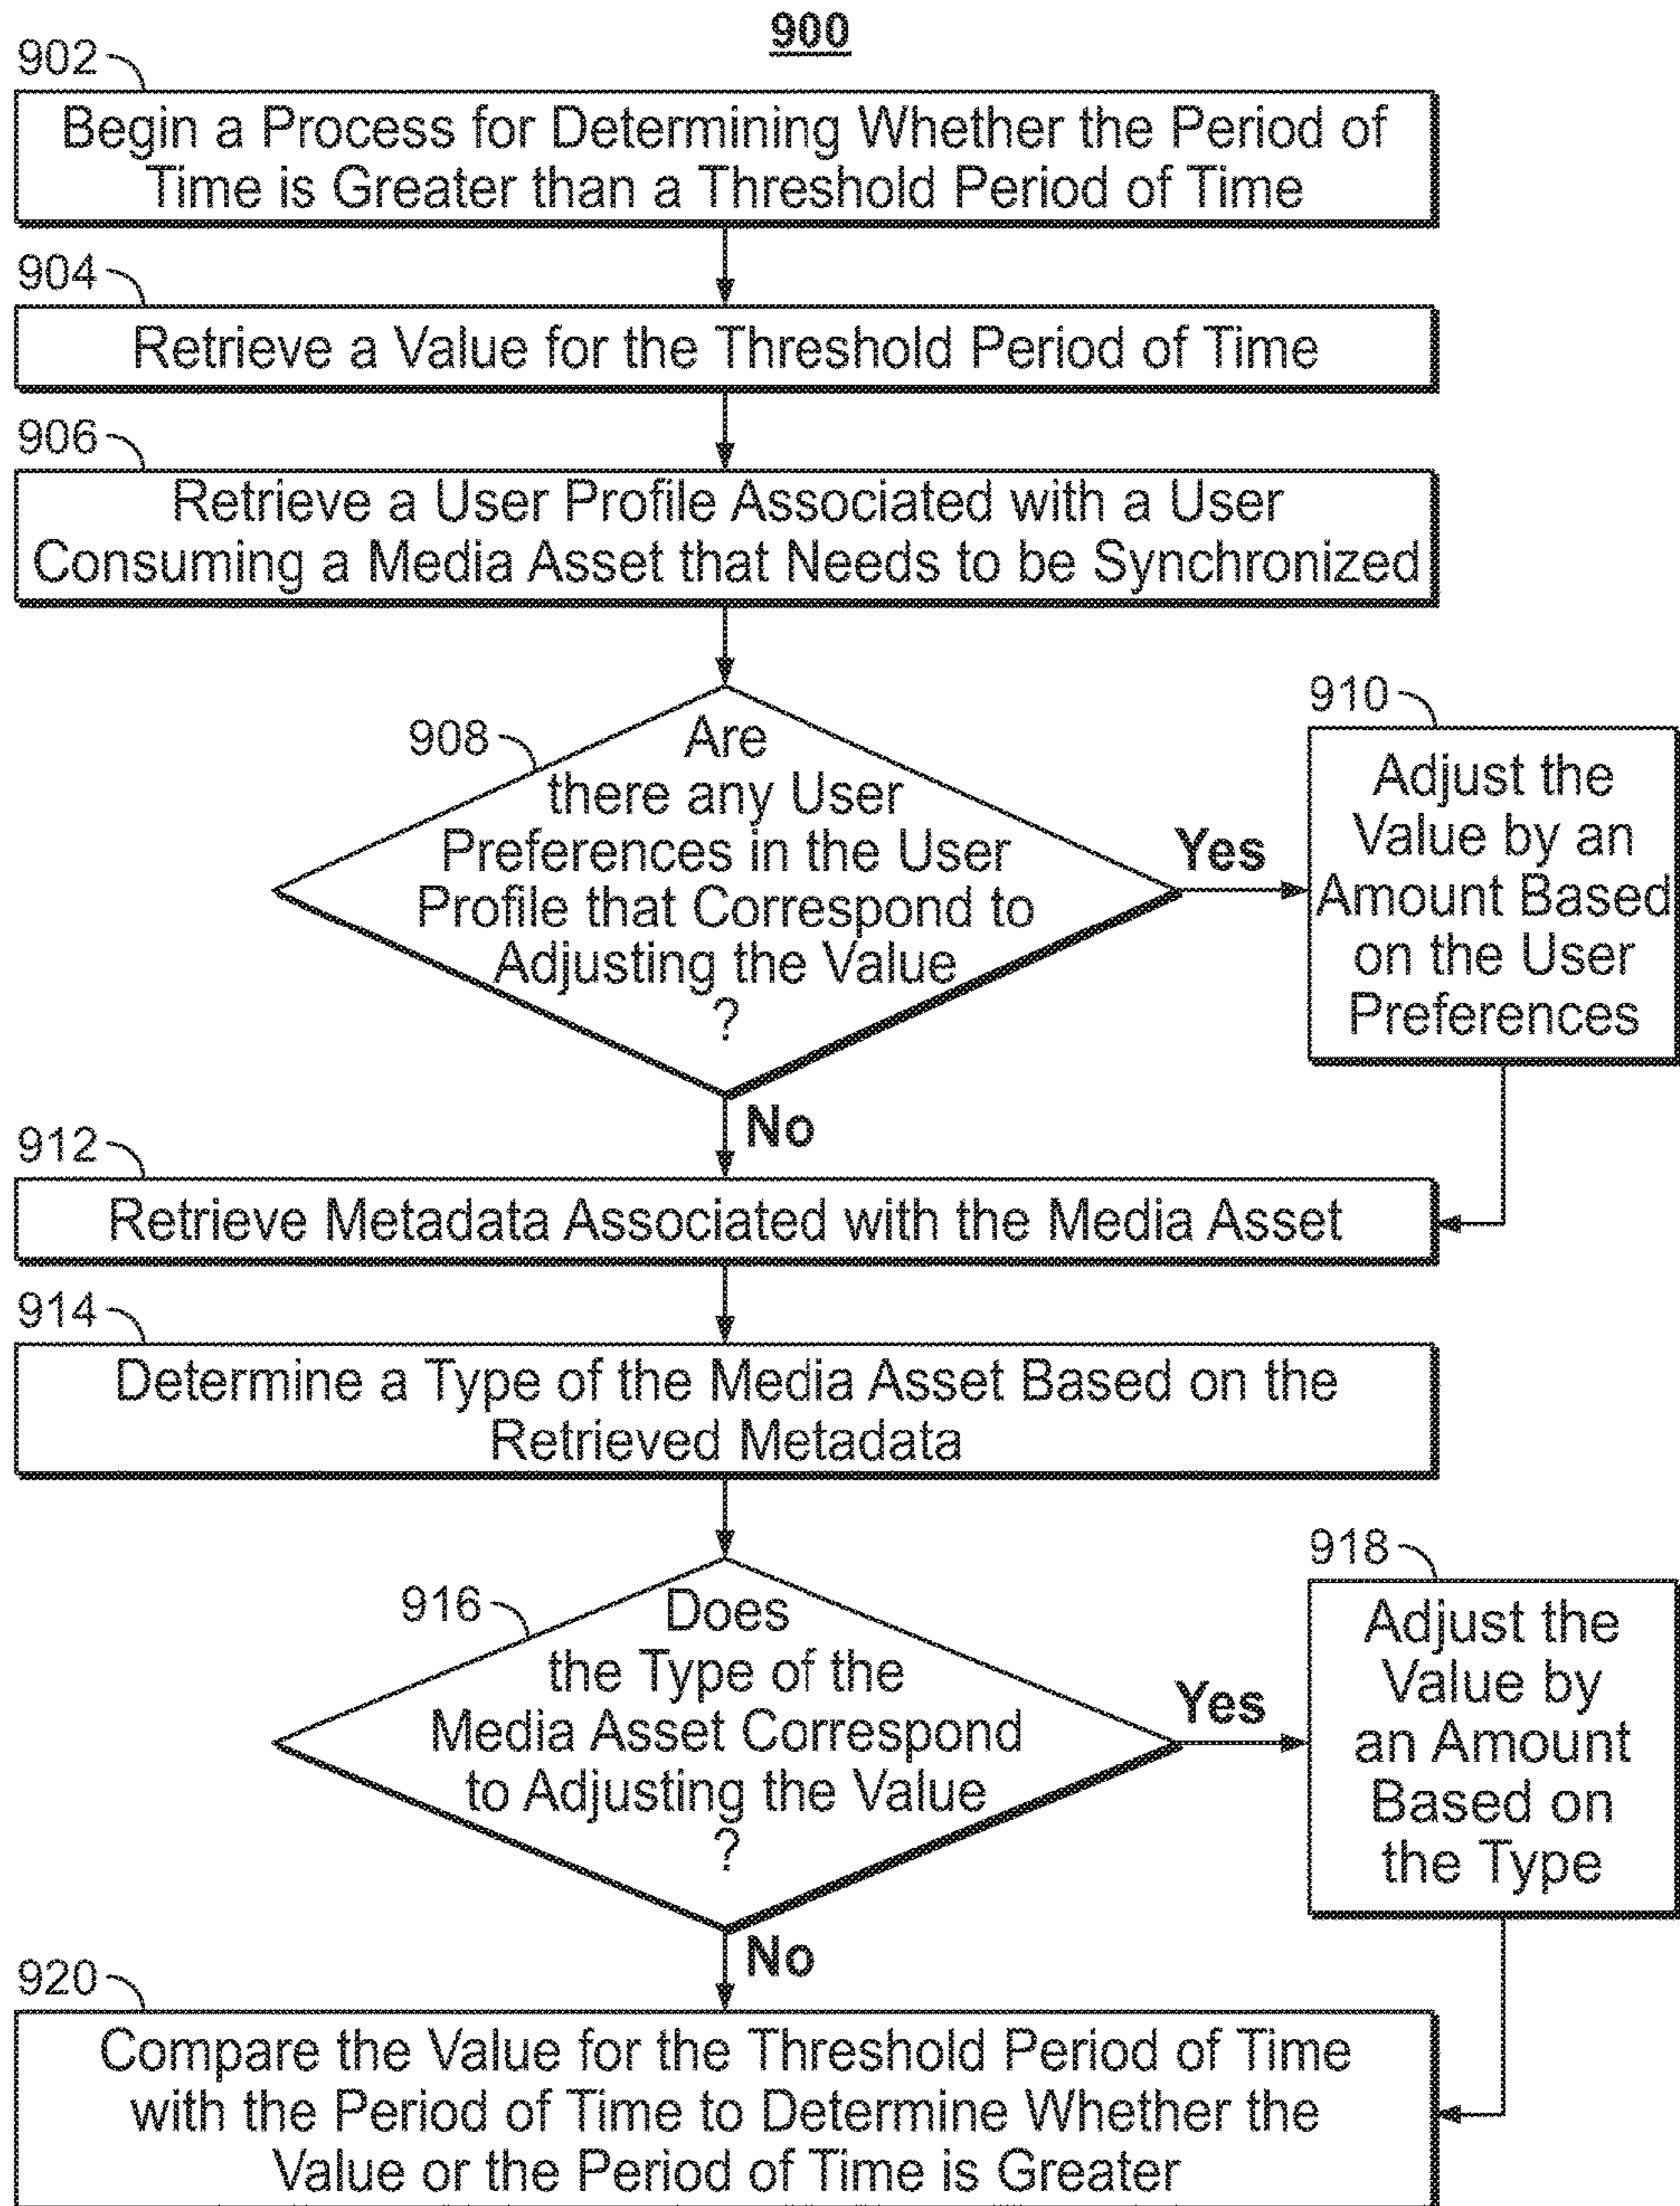 900
902
Begin a Process for Determining Whether the Period of
Time is Greater than a Threshold Period of Time
904
Retrieve a Value for the Threshold Period of Time
906
Retrieve a User Profile Associated with a User
Consuming a Media Asset that Needs to be Synchronized
908
Are
there any User
Preferences in the User
Profile that Correspond to
Adjusting the Value
?
Yes
910
Adjust the
Value by an
Amount Based
on the User
Preferences
No
912
Retrieve Metadata Associated with the Media Asset
914
Determine a Type of the Media Asset Based on the
Retrieved Metadata
916
Does
the Type of the
Media Asset Correspond
to Adjusting the Value
?
Yes
918
Adjust the
Value by
an Amount
Based on
the Type
No
920
Compare the Value for the Threshold Period of Time
with the Period of Time to Determine Whether the
Value or the Period of Time is Greater